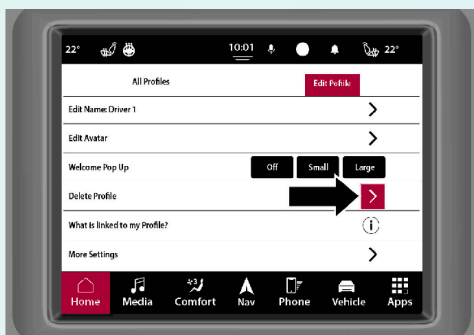 22° 10:01 22°
All Profiles Edit Pofile
Edit Name: Driver 1
Edit Avatar
Welcome Pop Up Off Small Large
Delete Profile
What is linked to my Profile?
More Settings
Home Media Comfort Nav Phone Vehicle Apps